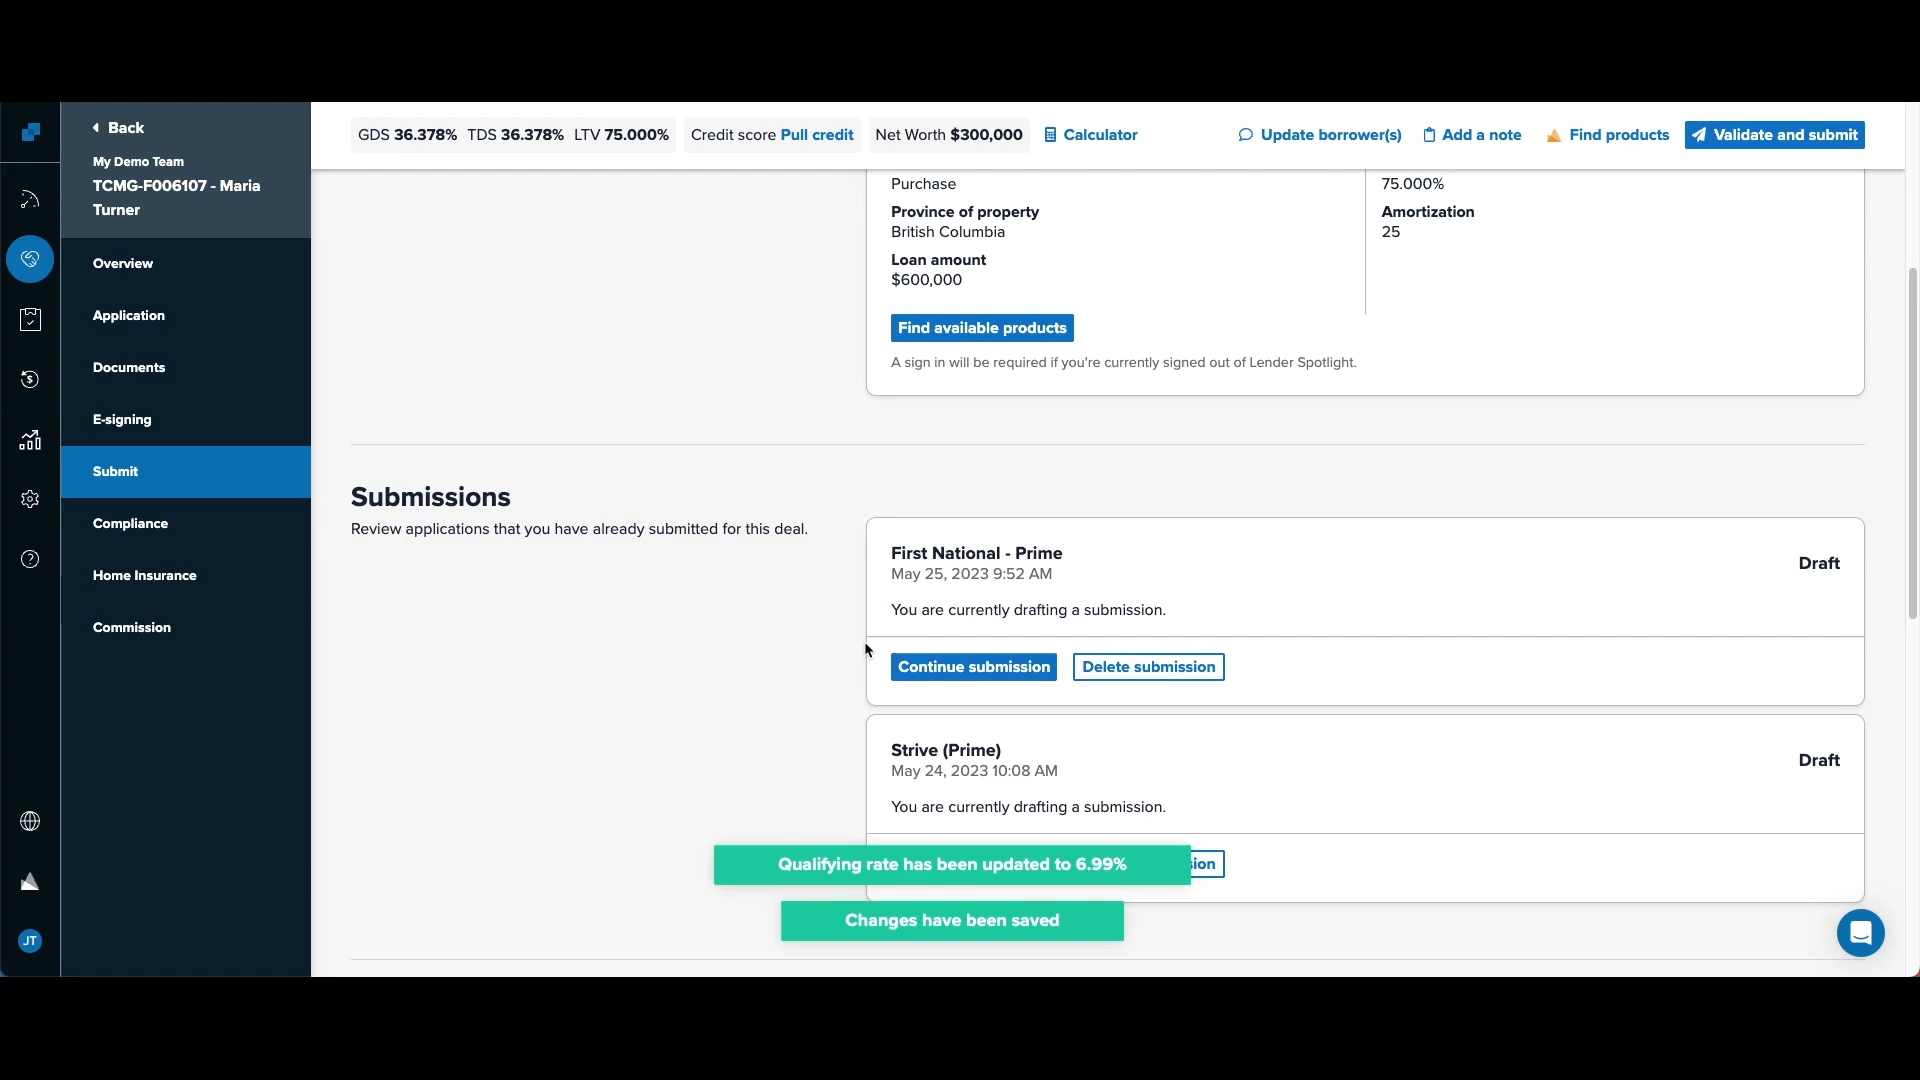 Back
My Demo Team
TCMG-F006107 - Maria
Turner
Overview
Application
Documents
E-signing
Submit
Compliance
Home Insurance
Commission
JT
GDS 36.378% TDS 36.378% LTV 75.000%
Credit score Pull credit
Net Worth $300,000
Calculator
Update borrower(s)
Add a note
Find products
Validate and submit
Purchase
75.000%
Province of property
British Columbia
Amortization
25
Loan amount
$600,000
Find available products
A sign in will be required if you're currently signed out of Lender Spotlight.
Submissions
Review applications that you have already submitted for this deal.
First National - Prime
May 25, 2023 9:52 AM
Draft
You are currently drafting a submission.
Continue submission
Delete submission
Strive (Prime)
May 24, 2023 10:08 AM
Draft
You are currently drafting a submission.
Qualifying rate has been updated to 6.99%
Changes have been saved